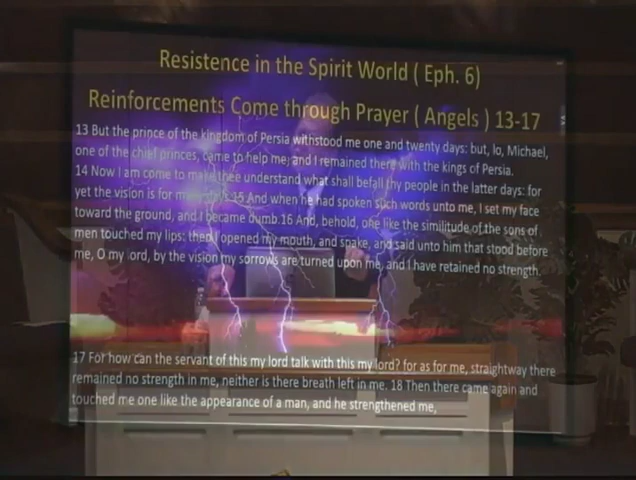 Resistence in the Spirit World ( Eph. 6)
Reinforcements Come through Prayer ( Angels ) 13-17
13 But the prince of the kingdom of Persia withstood me one and twenty days: but, lo, Michael,
one of the chief princes, came to help me; and I remained there with the kings of Persia.
14 Now I am come to make thee understand what shall befall thy people in the latter days: for
yet the vision is for many days.15 And when he had spoken such words unto me, I set my face
toward the ground, and I became dumb.16 And, behold, one like the similitude of the sons of
men touched my lips: then I opened my mouth, and spake, and said unto him that stood before
me, O my lord, by the vision my sorrows are turned upon me, and I have retained no strength.
17 For how can the servant of this my lord talk with this my lord? for as for me, straightway there
remained no strength in me, neither is there breath left in me. 18 Then there came again and
touched me one like the appearance of a man, and he strengthened me,